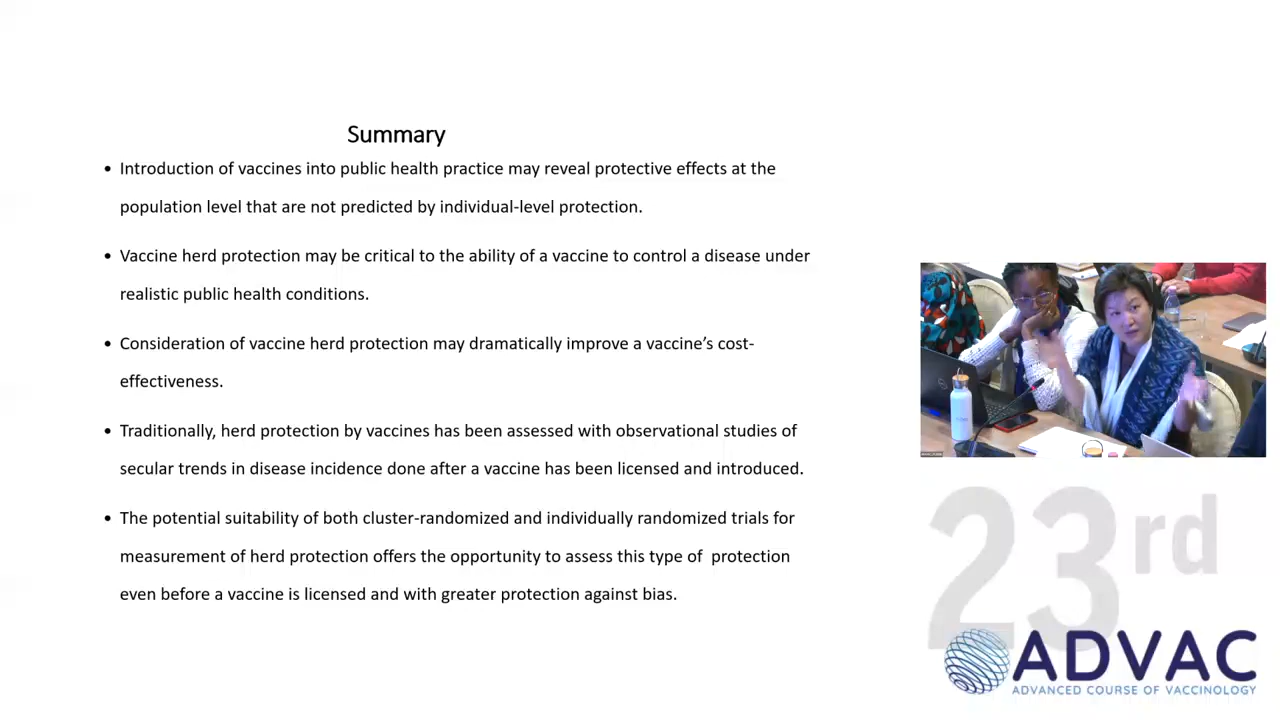 Summary
• Introduction of vaccines into public health practice may reveal protective effects at the
population level that are not predicted by individual-level protection.
• Vaccine herd protection may be critical to the ability of a vaccine to control a disease under
realistic public health conditions.
• Consideration of vaccine herd protection may dramatically improve a vaccine’s cost-
effectiveness.
• Traditionally, herd protection by vaccines has been assessed with observational studies of
secular trends in disease incidence done after a vaccine has been licensed and introduced.
• The potential suitability of both cluster-randomized and individually randomized trials for
measurement of herd protection offers the opportunity to assess this type of  protection
even before a vaccine is licensed and with greater protection against bias.
23rd
ADVAC
ADVANCED COURSE OF VACCINOLOGY